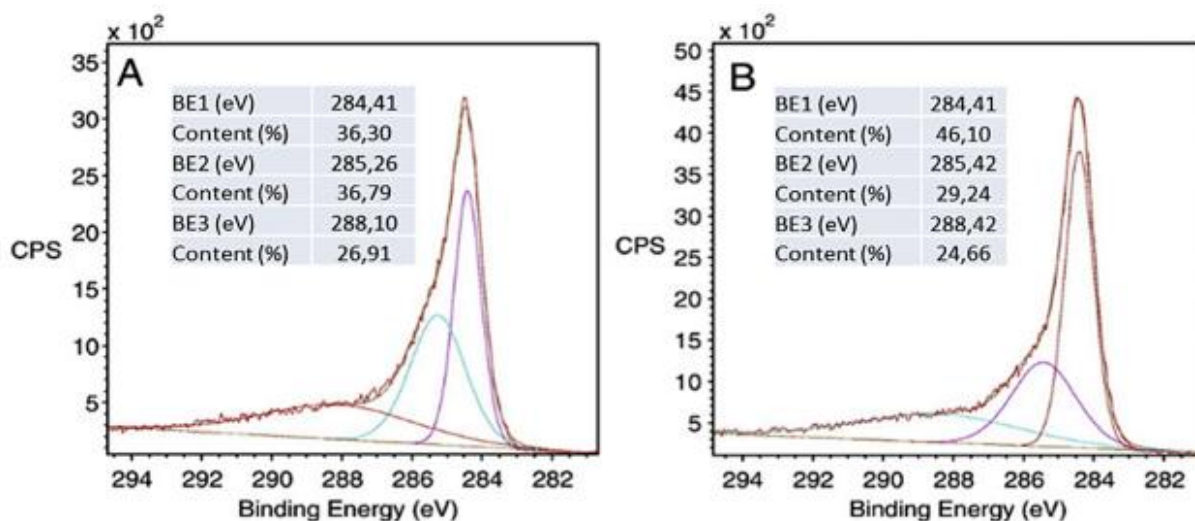 x 10²
A
35
30
25
20
15
10
5
CPS
BE1 (eV) 284,41
Content (%) 36,30
BE2 (eV) 285,26
Content (%) 36,79
BE3 (eV) 288,10
Content (%) 26,91
294 292 290 288 286 284 282
Binding Energy (eV)
x 10²
B
50
45
40
35
30
25
20
15
10
5
CPS
BE1 (eV) 284,41
Content (%) 46,10
BE2 (eV) 285,42
Content (%) 29,24
BE3 (eV) 288,42
Content (%) 24,66
294 292 290 288 286 284 282
Binding Energy (eV)